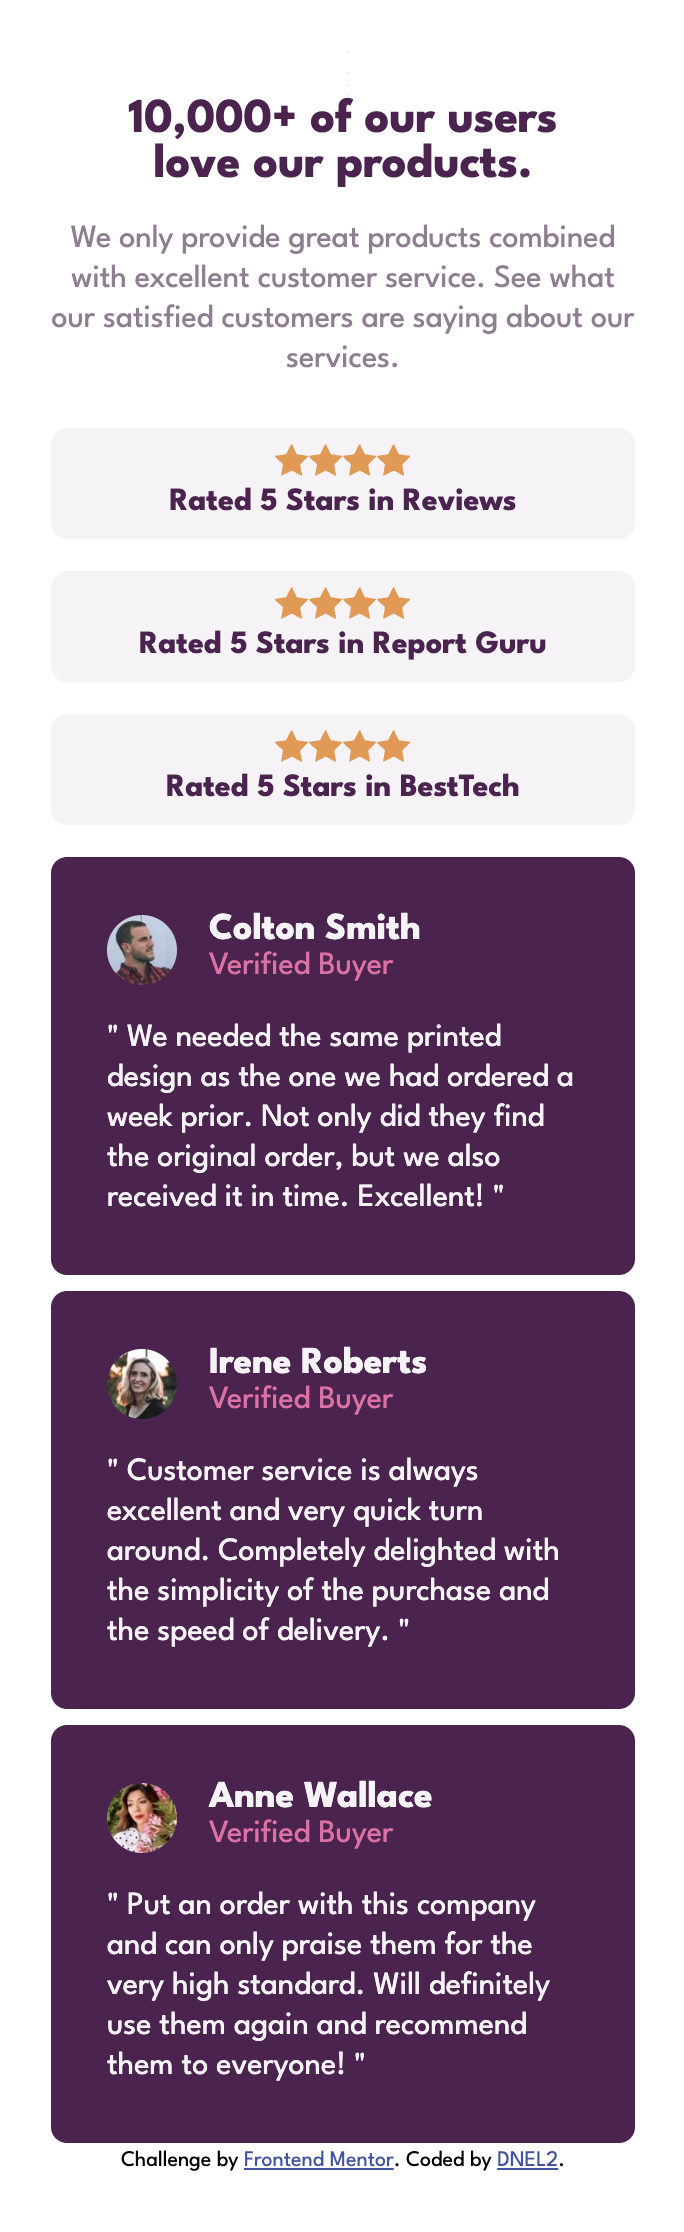 10,000+ of our users
love our products.
We only provide great products combined
with excellent customer service. See what
our satisfied customers are saying about our
services.
Rated 5 Stars in Reviews
Rated 5 Stars in Report Guru
Rated 5 Stars in BestTech
Colton Smith
Verified Buyer
" We needed the same printed
design as the one we had ordered a
week prior. Not only did they find
the original order, but we also
received it in time. Excellent! "
Irene Roberts
Verified Buyer
" Customer service is always
excellent and very quick turn
around. Completely delighted with
the simplicity of the purchase and
the speed of delivery. "
Anne Wallace
Verified Buyer
" Put an order with this company
and can only praise them for the
very high standard. Will definitely
use them again and recommend
them to everyone! "
Challenge by Frontend Mentor. Coded by DNEL2.